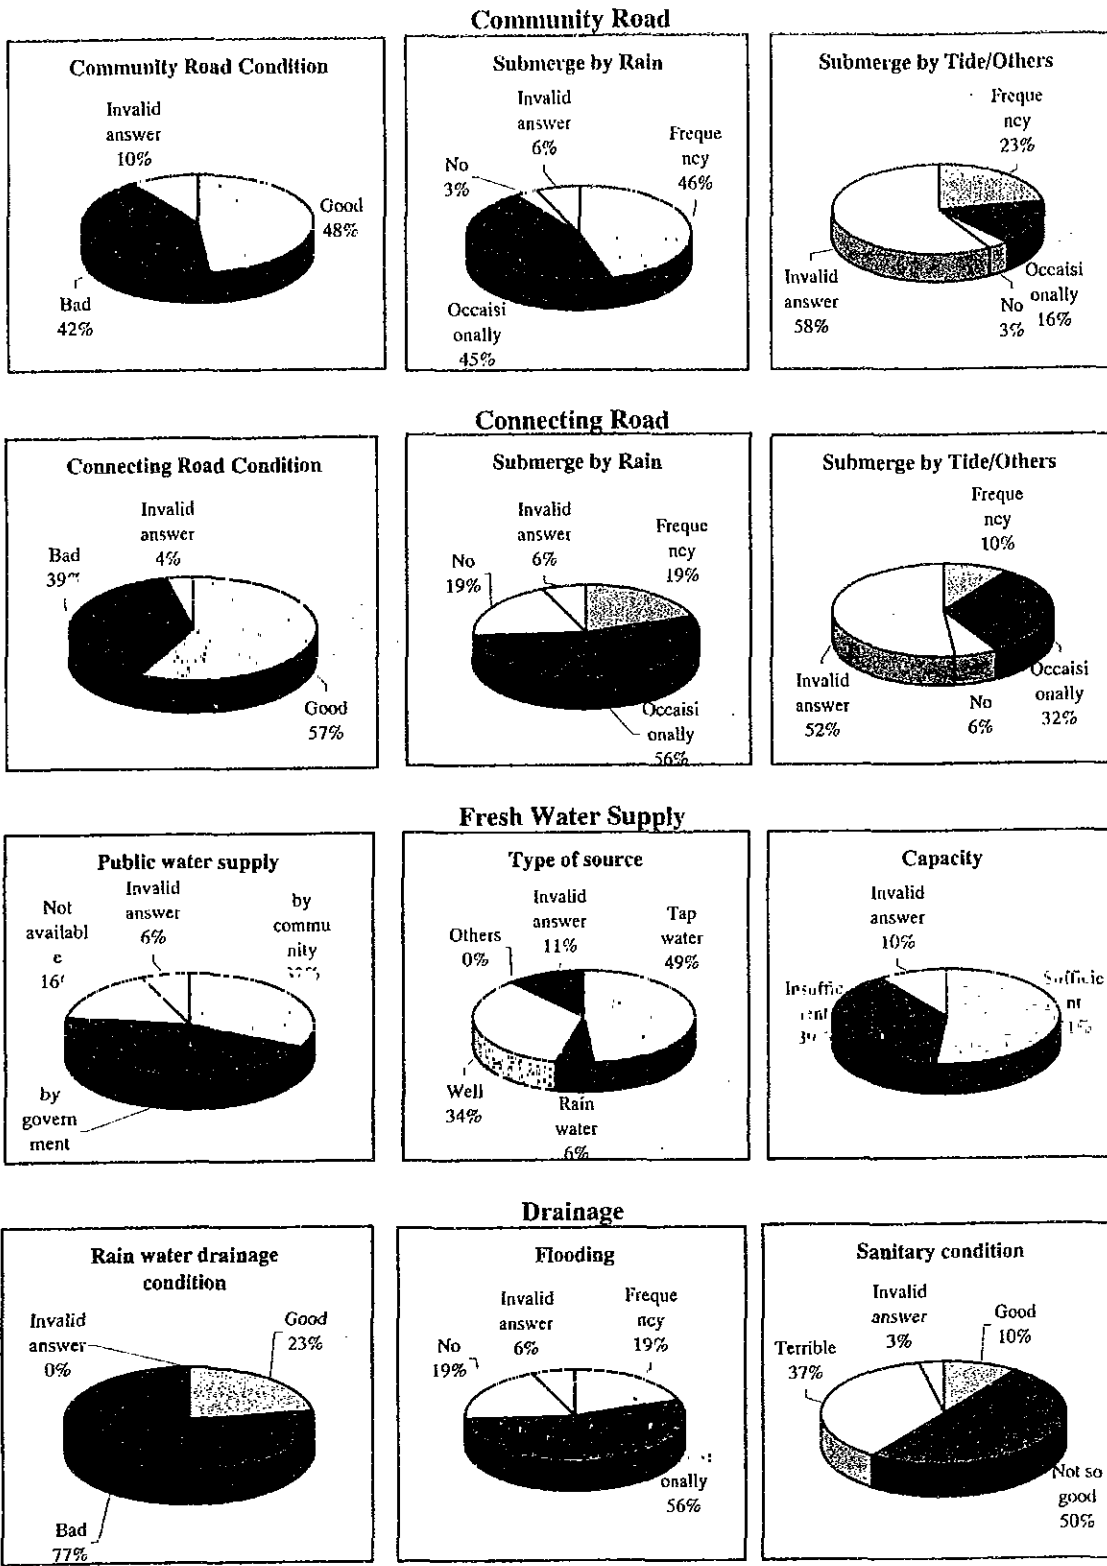 Community Road
Community Road Condition
Invalid
answer
10%
Good
48%
Bad
42%
Submerge by Rain
Invalid
answer
6%
Freque
ncy
46%
No
3%
Occaisi
onally
45%
Submerge by Tide/Others
Freque
ncy
23%
Invalid
answer
58%
No
3%
Occaisi
onally
16%
Connecting Road
Connecting Road Condition
Invalid
answer
4%
Bad
39%
Good
57%
Submerge by Rain
Invalid
answer
6%
Freque
ncy
19%
No
19%
Occaisi
onally
56%
Submerge by Tide/Others
Freque
ncy
10%
Invalid
answer
52%
No
6%
Occaisi
onally
32%
Fresh Water Supply
Public water supply
Invalid
answer
6%
Not
availabl
e
by
commu
nity
by
govern
ment
Type of source
Invalid
answer
11%
Tap
water
49%
Others
0%
Well
34%
Rain
water
6%
Capacity
Invalid
answer
10%
Drainage
Rain water drainage
condition
Invalid
answer
0%
Good
23%
Bad
77%
Flooding
Invalid
answer
6%
Freque
ncy
19%
No
19%
onally
56%
Sanitary condition
Invalid
answer
3%
Good
10%
Terrible
37%
Not so
good
50%